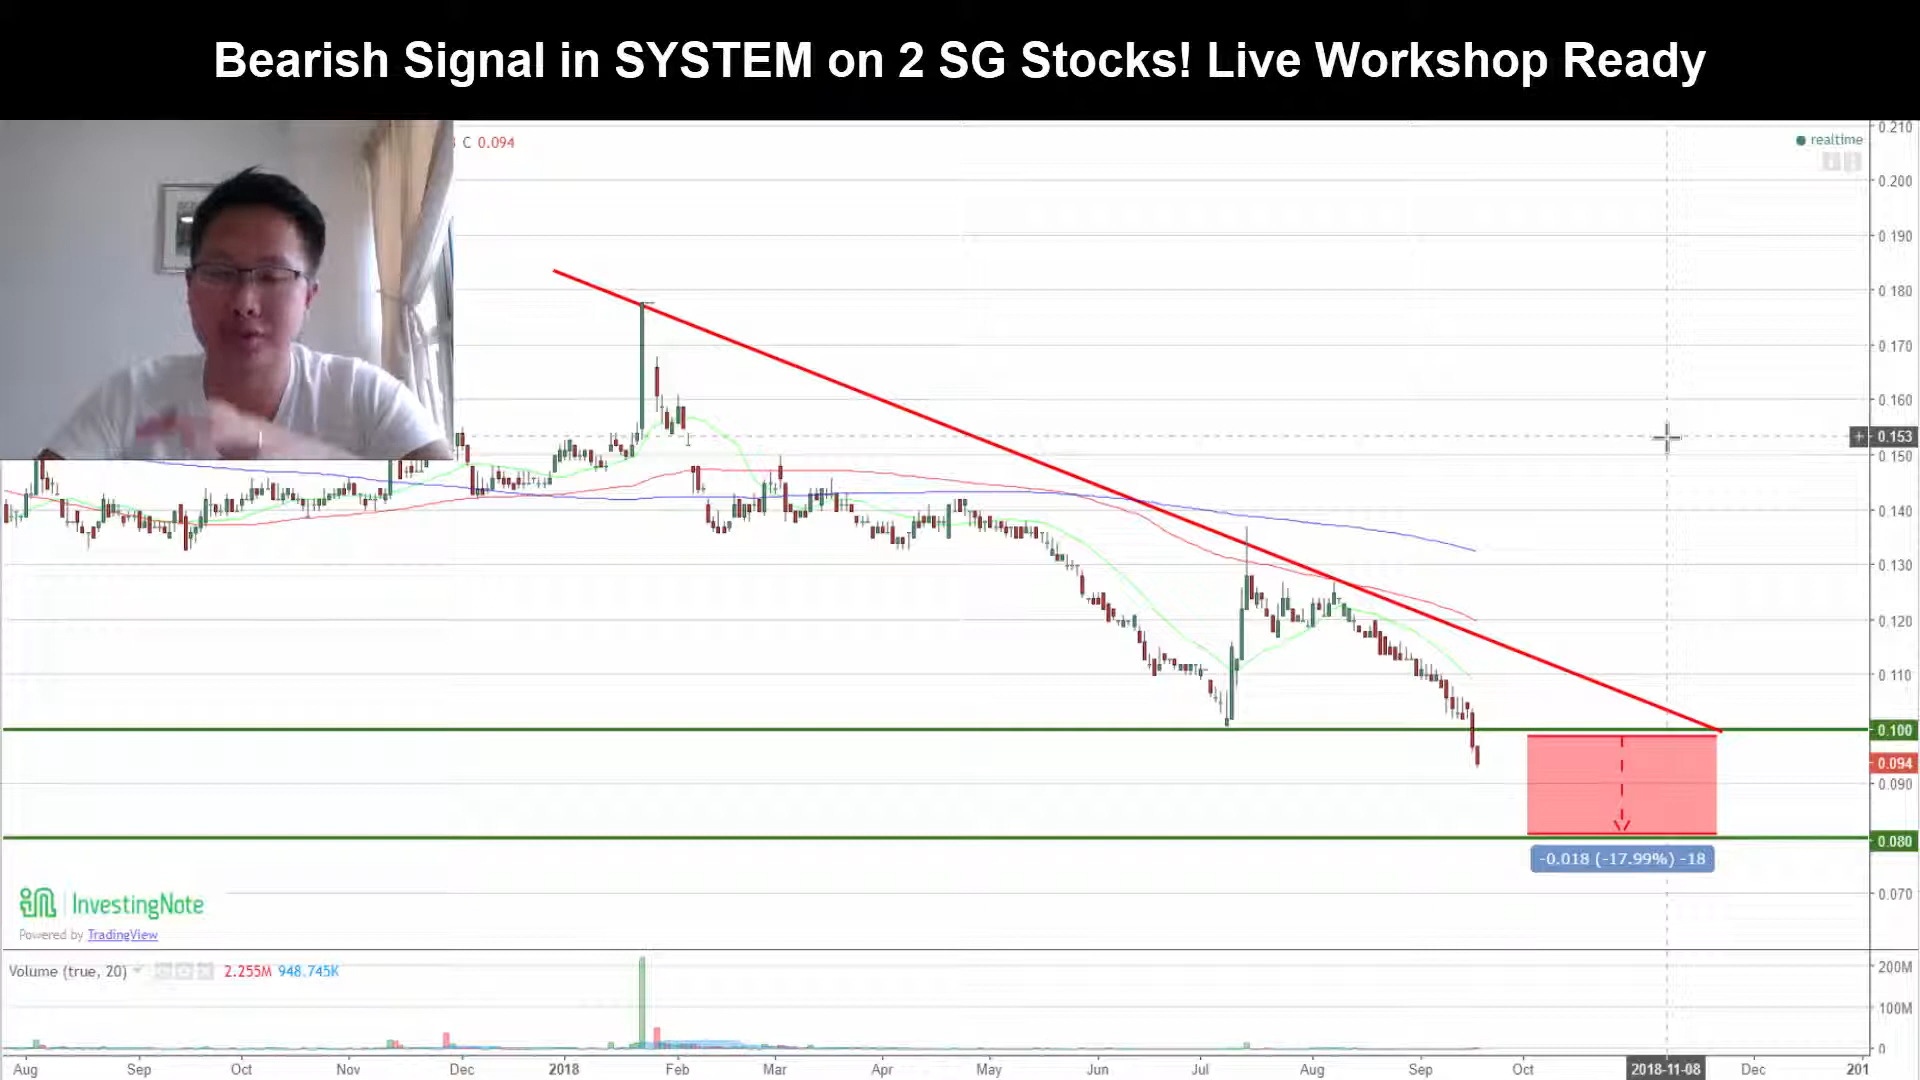 Bearish Signal in SYSTEM on 2 SG Stocks! Live Workshop Ready
C 0.094
realtime
0.210
0.200
0.190
0.180
0.170
0.160
0.153
0.150
0.140
0.130
0.120
0.110
0.100
0.094
0.090
0.080
0.070
-0.018 (-17.99%) -18
InvestingNote
Powered by TradingView
Volume (true, 20) 2.255M 948.745K
200M
100M
0
Aug Sep Oct Nov Dec 2018 Feb Mar Apr May Jun Jul Aug Sep Oct 2018-11-08 Dec 201